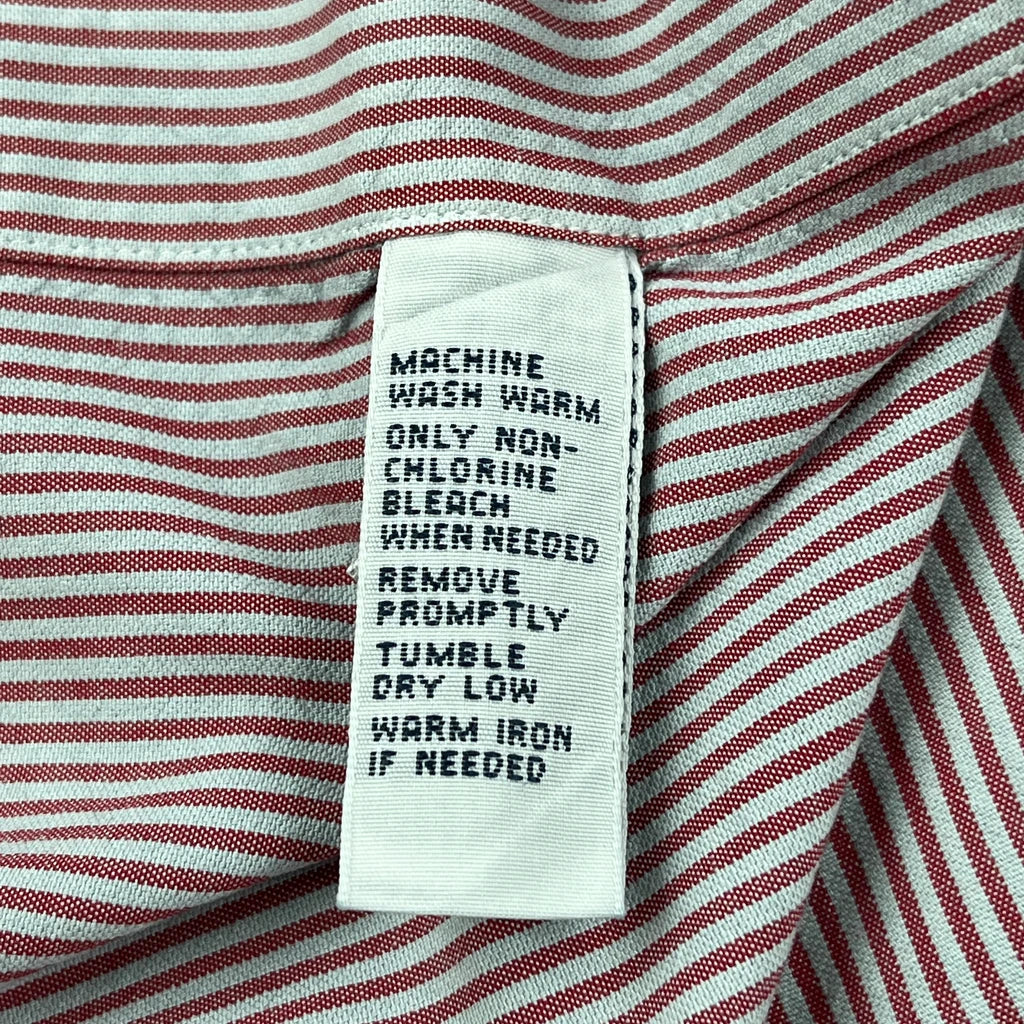 MACHINE
WASH WARM
ONLY NON-
CHLORINE
BLEACH
WHEN NEEDED
REMOVE
PROMPTLY
TUMBLE
DRY LOW
WARM IRON
IF NEEDED